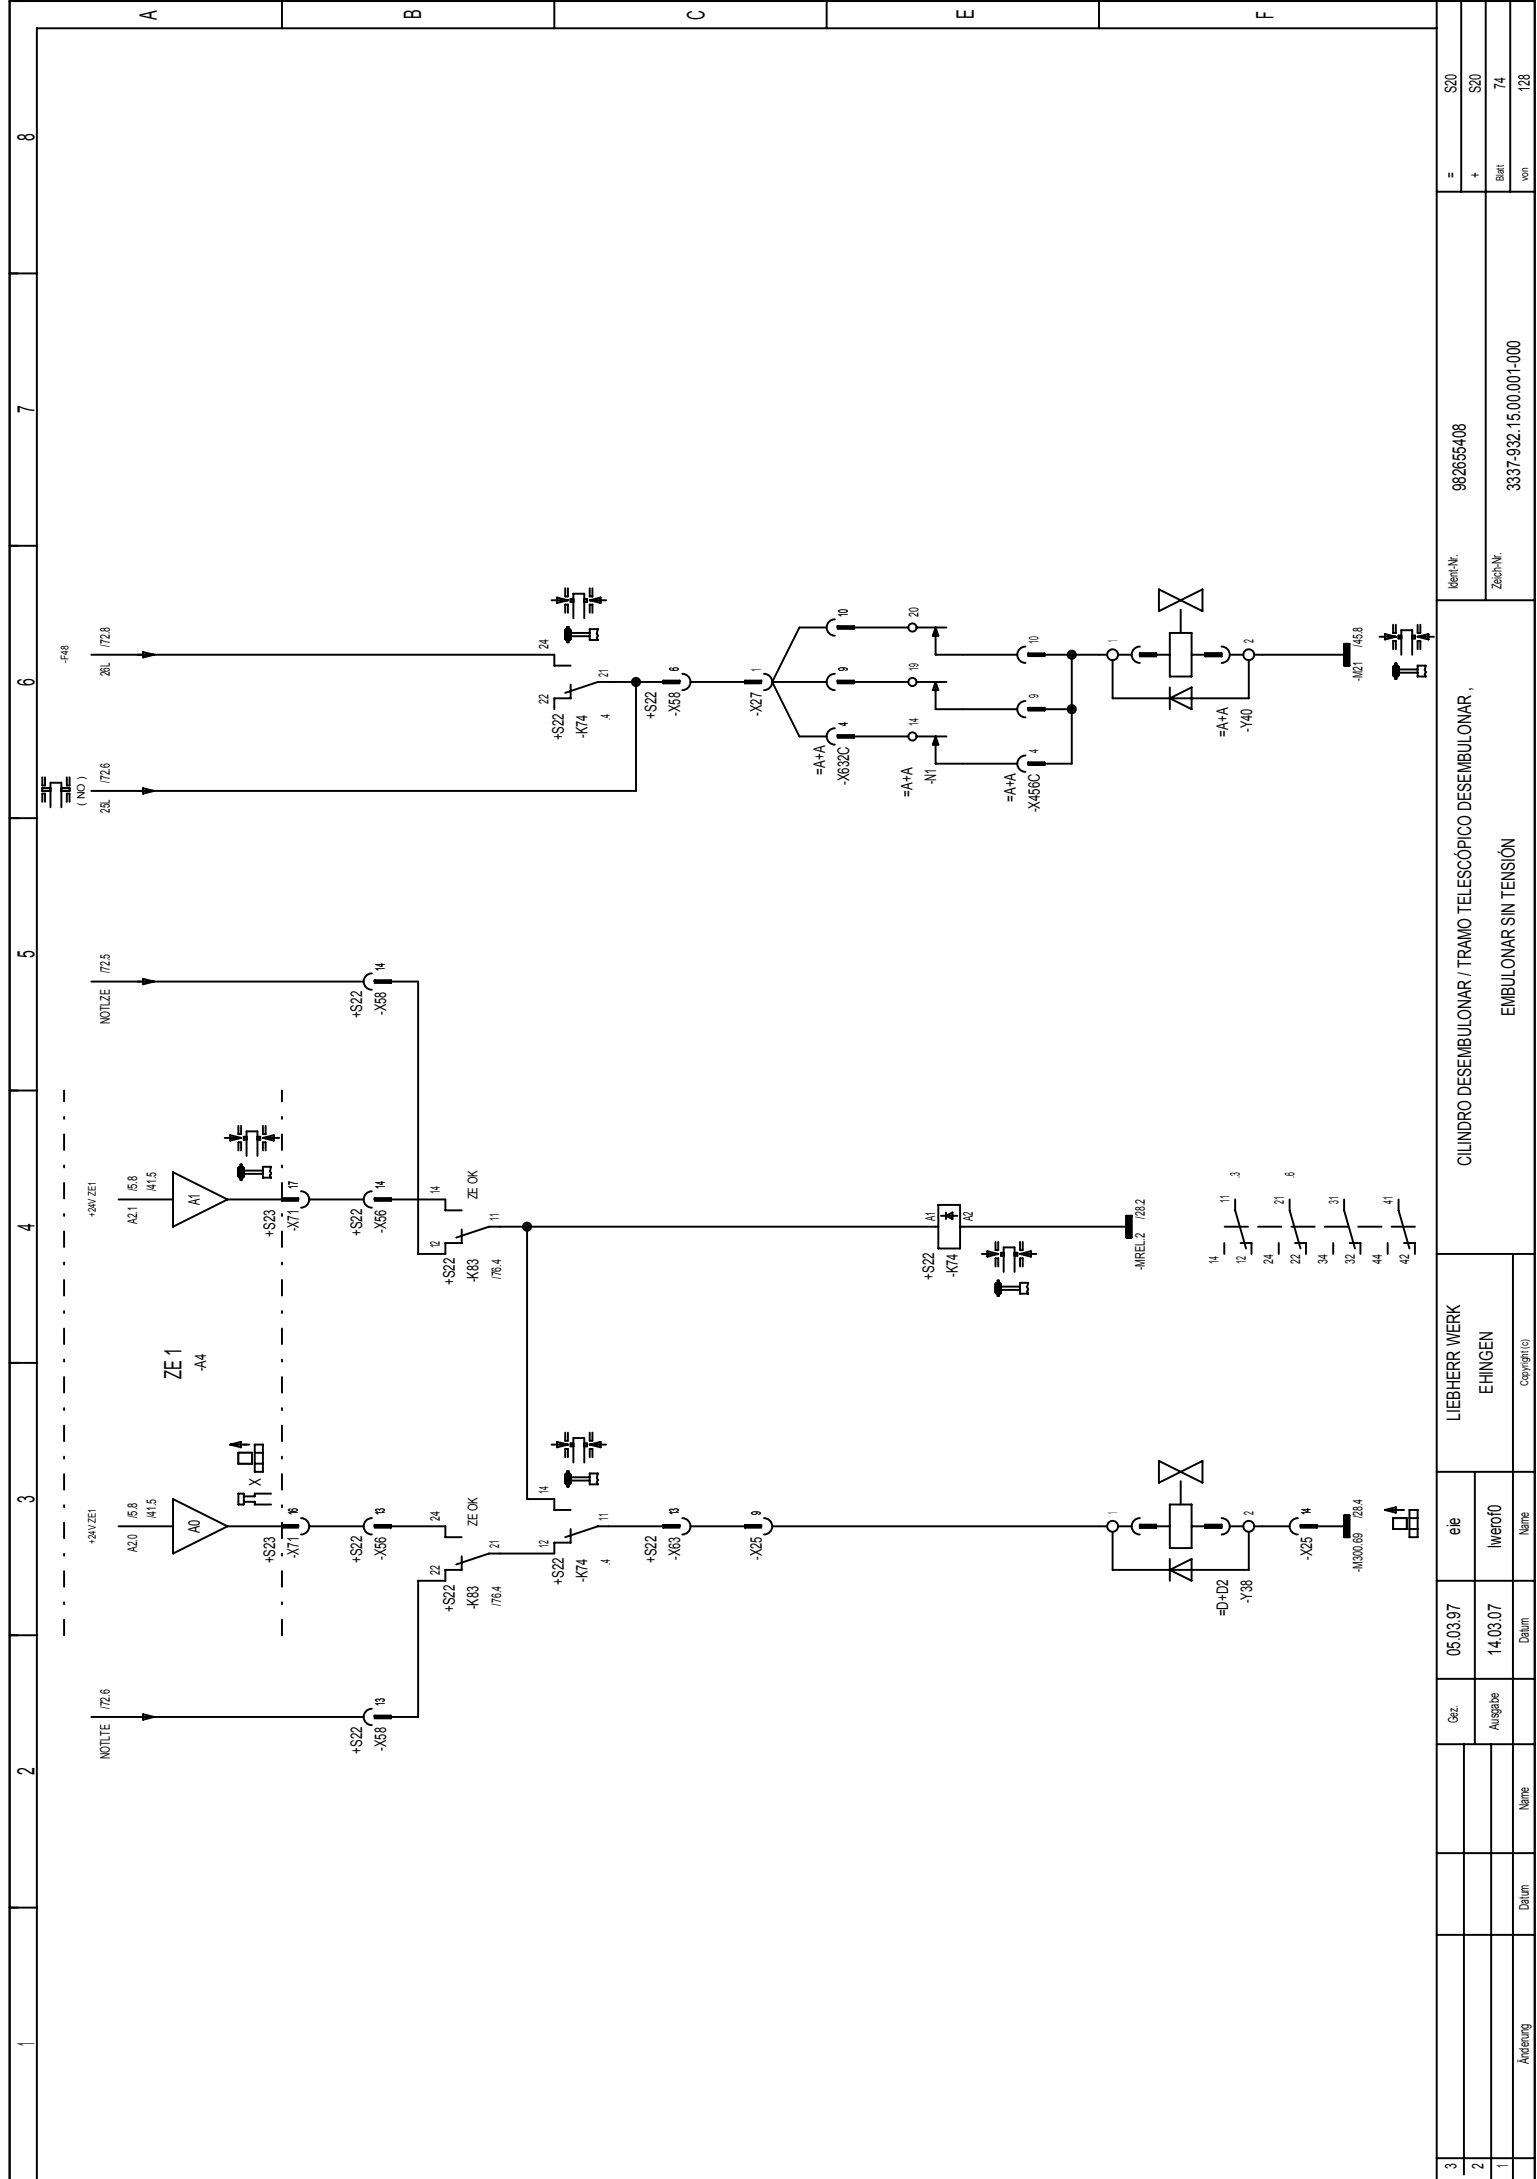 1
2
3
4
5
6
7
8
A
B
C
E
F
NOTLTE /72.6
+24V ZE1
A2.0 /5.8
/41.5
A0
X
ZE 1
-A4
+24V ZE1
A2.1 /5.8
/41.5
A1
NOTLZE /72.5
( NO )
25L /72.6
-F48
26L /72.8
+S23
-X71 16
+S23
-X71 17
+S22
-X58 13
+S22
-X56 13
+S22
-X56 14
+S22
-X58 14
22 24
+S22
-K83 21
/76.4
ZE OK
12 14
+S22
-K83 11
/76.4
ZE OK
12 14
+S22
-K74 11
.4
22 24
+S22
-K74 21
.4
+S22
-X63 13
+S22
-X58 6
-X25 9
-X27 1
=A+A
-X632C 4 9 10
=A+A
-N1 14 19 20
+S22
-K74 A1 A2
=A+A
-X456C 4 9 10
-MREL.2 /28.2
=D+D2
-Y38 1 2
=A+A
-Y40 1 2
14 11 .3
12
24 21 .6
22
34 31
32
44 41
42
-X25 14
-M300.69 /28.4
-M21 /45.8
3
2
1
Änderung Datum Name
Gez. 05.03.97 eie
Ausgabe 14.03.07 lwerof0
Datum Name
LIEBHERR WERK
EHINGEN
Copyright (c)
CILINDRO DESEMBULONAR / TRAMO TELESCÓPICO DESEMBULONAR ,
EMBULONAR SIN TENSIÓN
Ident-Nr. 982655408
Zeich-Nr. 3337-932.15.00.001-000
= S20
+ S20
Blatt 74
von 128